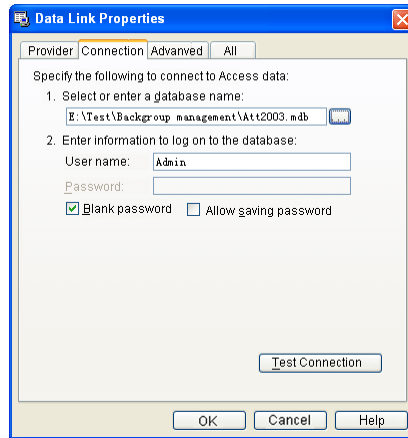 Data Link Properties
Provider Connection Advanred All
Specify the following to connect to Access data:
1. Select or enter a database name:
E:\Test\Backgroup management\Att2003.mdb ...
2. Enter information to log on to the database:
User name: Admin
Password:
Blank password Allow saving password
Test Connection
OK Cancel Help